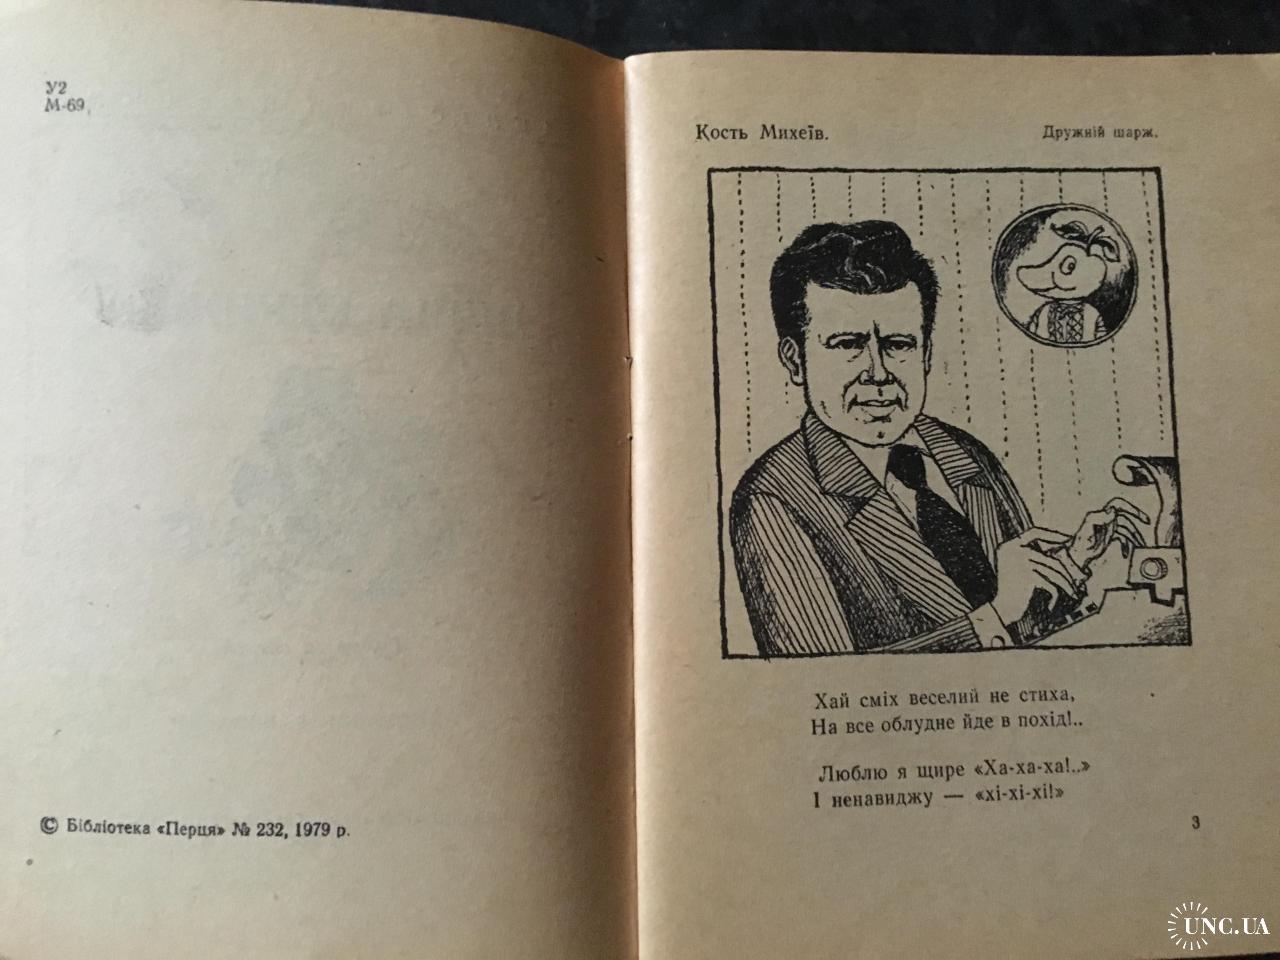 У2
М-69
© Бібліотека «Перця» № 232, 1979 р.
Кость Михеїв.
Дружній шарж.
Хай сміх веселий не стиха,
На все облудне йде в похід!..
Люблю я щире «Ха-ха-ха!..»
І ненавиджу — «хі-хі-хі!»
3
UNC.UA